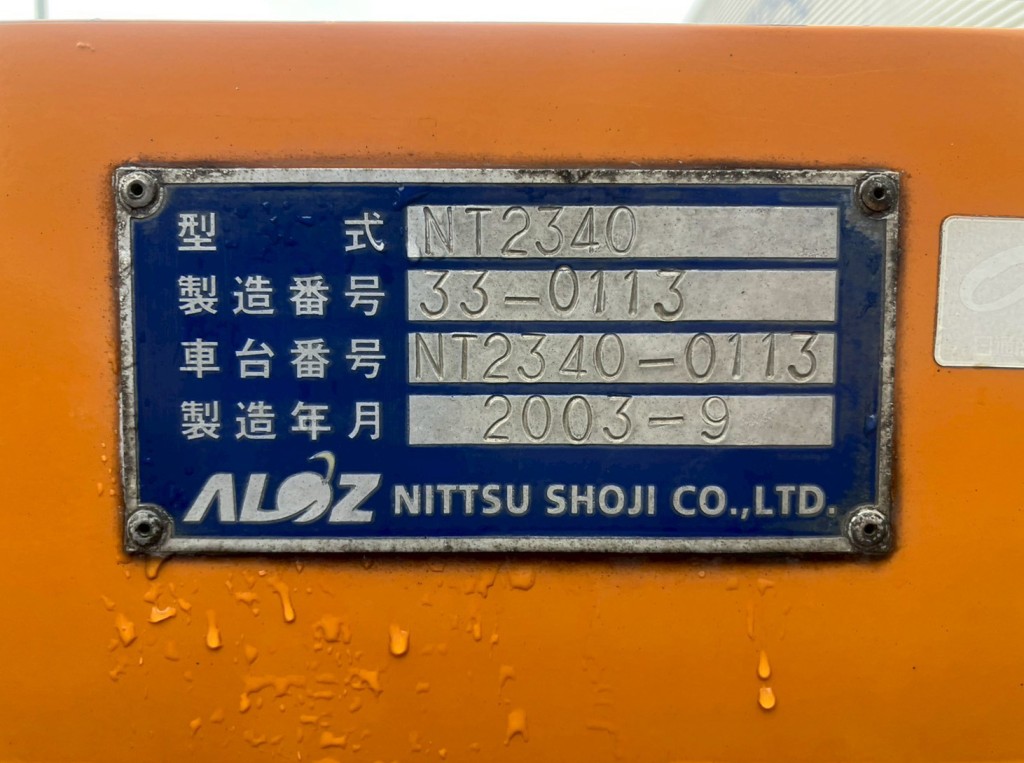 型式 NT2340
製造番号 33-0113
車台番号 NT2340-0113
製造年月 2003-9
ALOZ NITTSU SHOJI CO.,LTD.